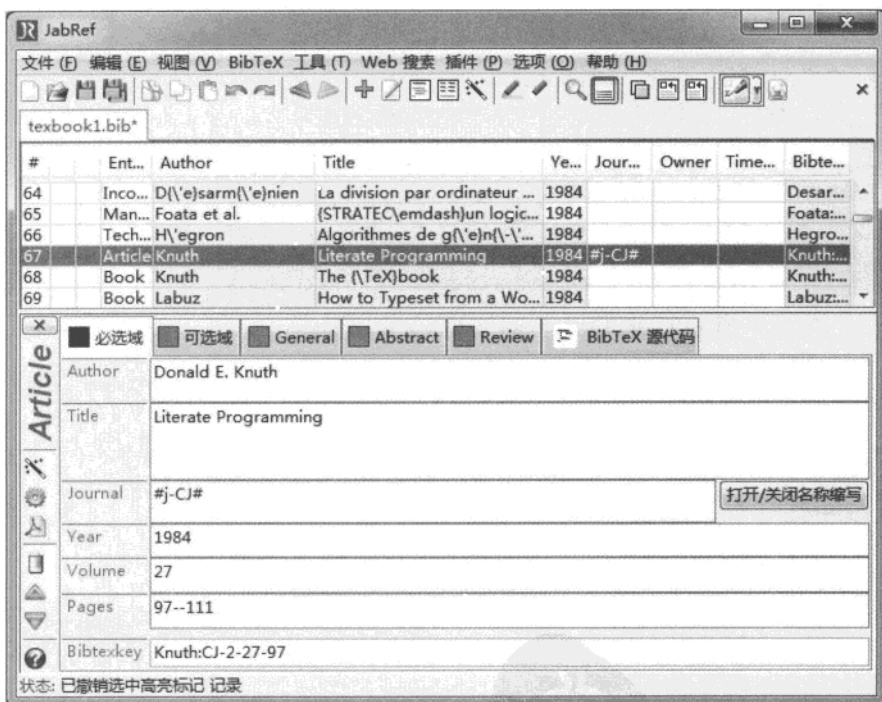 JabRef
文件 (F) 编辑 (E) 视图 (V) BibTeX 工具 (T) Web 搜索 插件 (P) 选项 (O) 帮助 (H)
texbook1.bib*
# Ent... Author Title Ye... Jour... Owner Time... Bibte...
64 Inco... D{\'e}sarm{\'e}nien La division par ordinateur ... 1984 Desar...
65 Man... Foata et al. {STRATEC\emdash}un logic... 1984 Foata:...
66 Tech... H\'egron Algorithmes de g{\'e}n{\-\'... 1984 Hegro...
67 Article Knuth Literate Programming 1984 #j-CJ# Knuth:...
68 Book Knuth The {\TeX}book 1984 Knuth:...
69 Book Labuz How to Typeset from a Wo... 1984 Labuz:...
Article
必选域 可选域 General Abstract Review BibTeX 源代码
Author Donald E. Knuth
Title Literate Programming
Journal #j-CJ# 打开/关闭名称缩写
Year 1984
Volume 27
Pages 97--111
Bibtexkey Knuth:CJ-2-27-97
状态: 已撤销选中高亮标记 记录